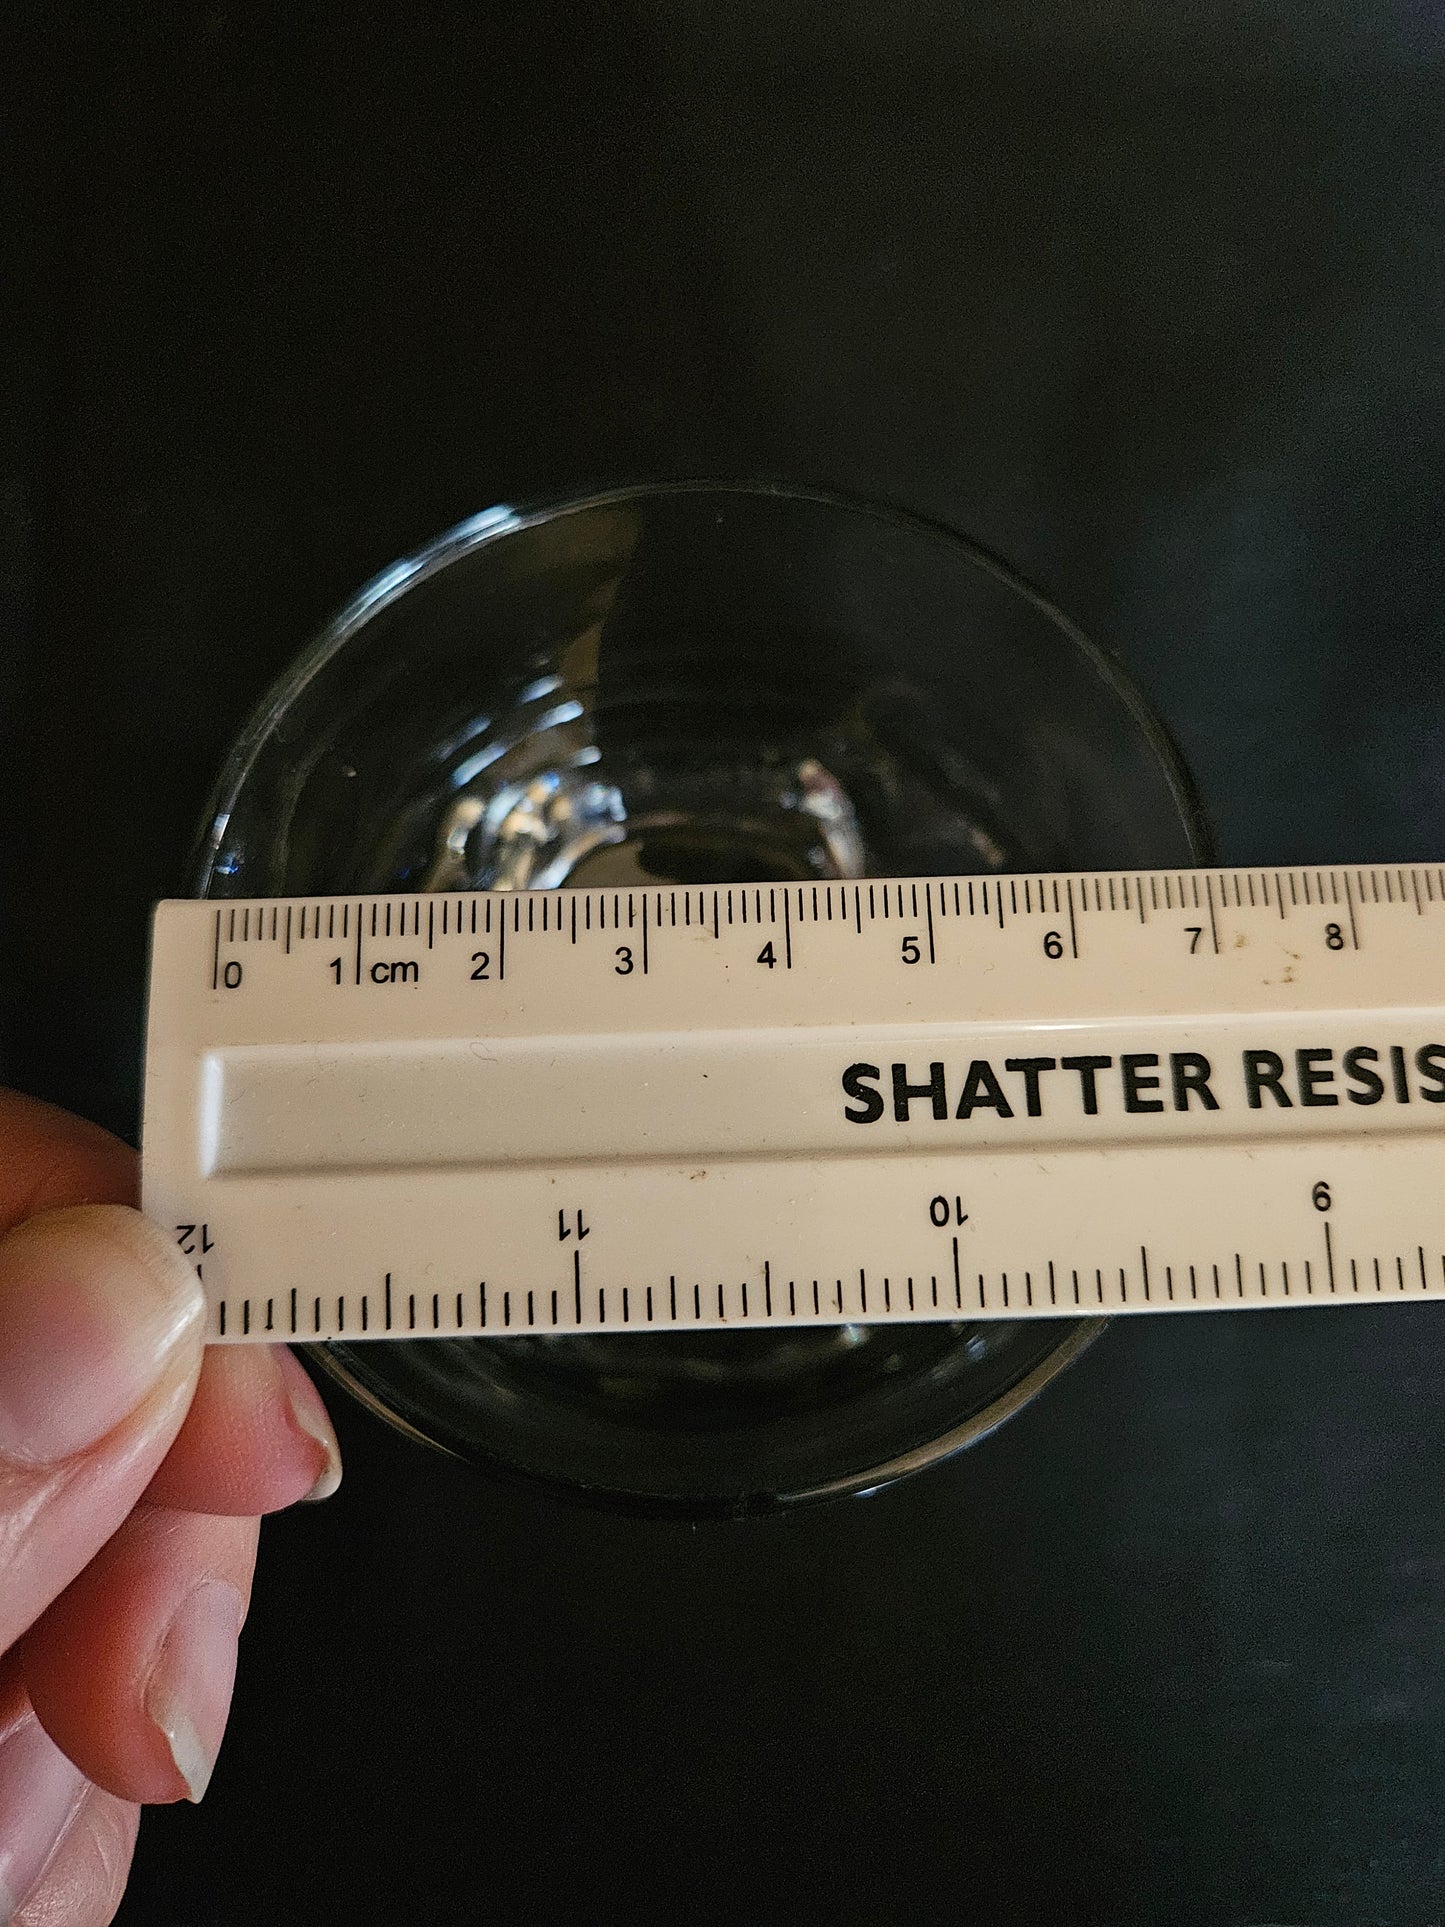 0 1 cm 2 3 4 5 6 7 8
SHATTER RESIS
12 11 10 9